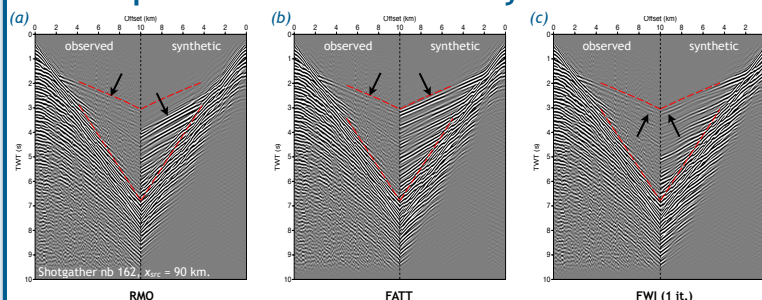 (a)
Offset (km)
0 2 4 6 8 10 8 6 4 2 0
observed
synthetic
TWT (s)
0
1
2
3
4
5
6
7
8
9
10
Shotgather nb 162, xsrc = 90 km.
RMO
(b)
Offset (km)
0 2 4 6 8 10 8 6 4 2 0
observed
synthetic
TWT (s)
0
1
2
3
4
5
6
7
8
9
10
FATT
(c)
Offset (km)
0 2 4 6 8 10 8 6 4 2
observed
synthetic
TWT (s)
0
1
2
3
4
5
6
7
8
9
10
FWI (1 it.)